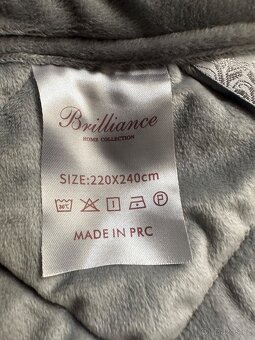 Brilliance
HOME COLLECTION
SIZE:220X240cm
30°C P
MADE IN PRC